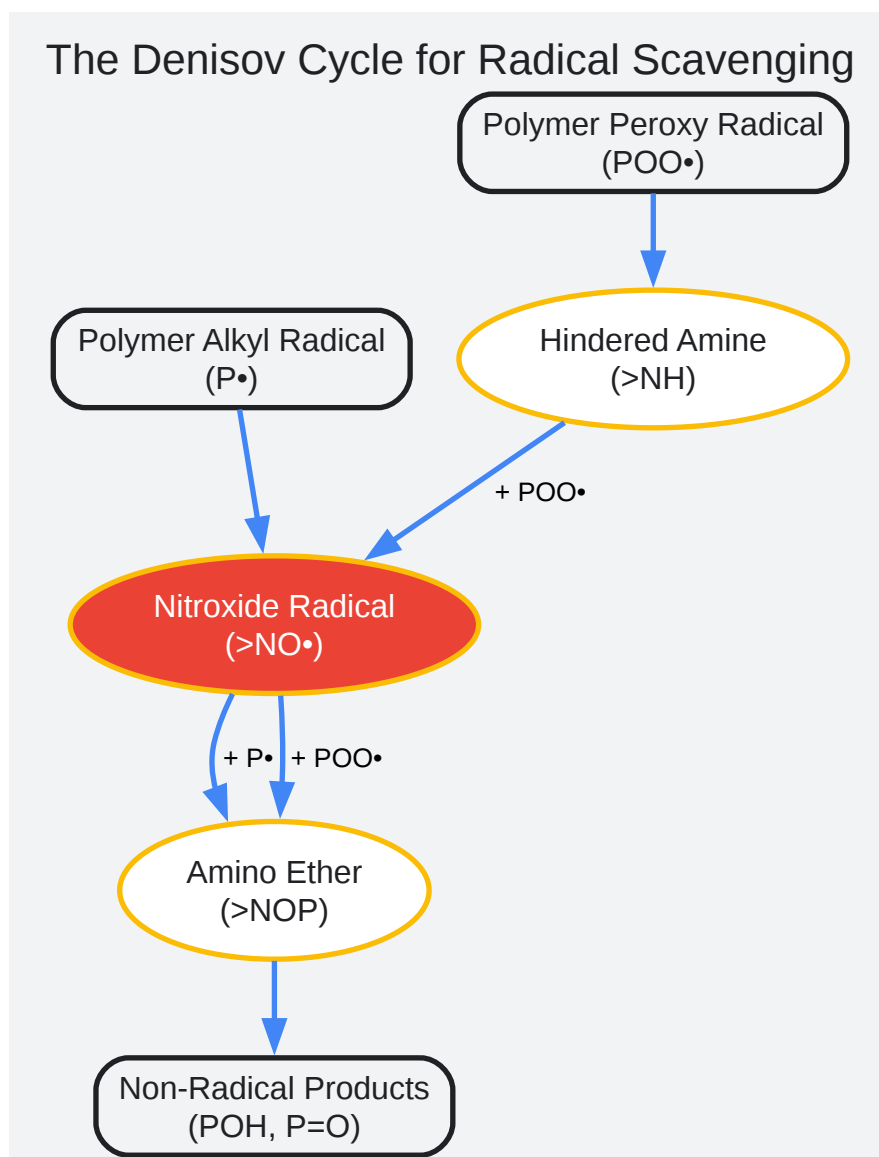 The Denisov Cycle for Radical Scavenging
Polymer Peroxy Radical
(POO•)
Polymer Alkyl Radical
(P•)
Hindered Amine
(>NH)
+ POO•
Nitroxide Radical
(>NO•)
+ P•
+ POO•
Amino Ether
(>NOP)
Non-Radical Products
(POH, P=O)